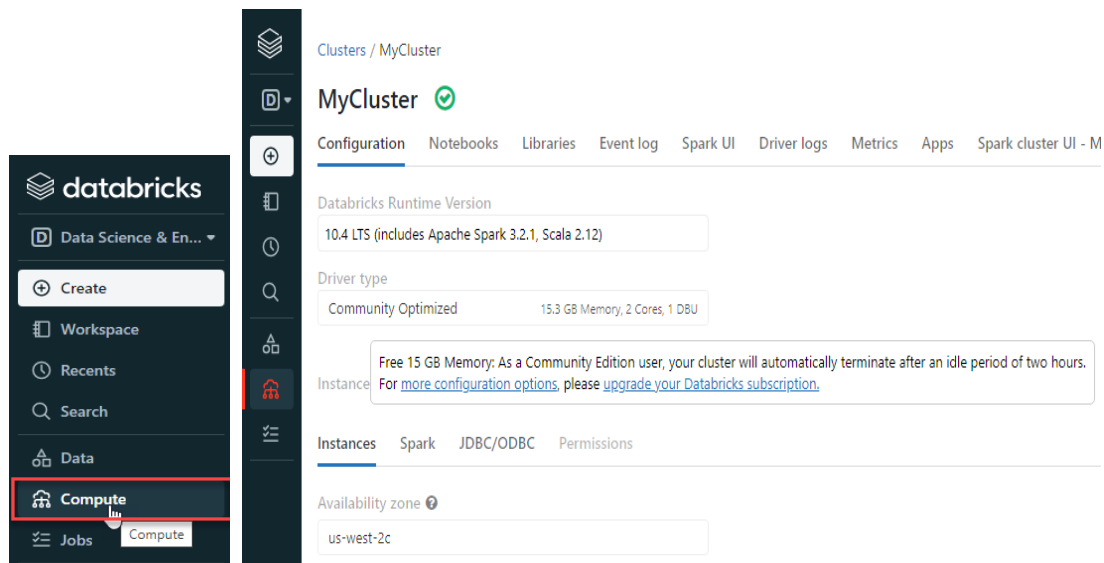 databricks
D Data Science & En...
Create
Workspace
Recents
Search
Data
Compute
Jobs
Compute
D
Clusters / MyCluster
MyCluster
Configuration Notebooks Libraries Event log Spark UI Driver logs Metrics Apps Spark cluster UI - M
Databricks Runtime Version
10.4 LTS (includes Apache Spark 3.2.1, Scala 2.12)
Driver type
Community Optimized 15.3 GB Memory, 2 Cores, 1 DBU
Instance
Free 15 GB Memory: As a Community Edition user, your cluster will automatically terminate after an idle period of two hours.
For more configuration options, please upgrade your Databricks subscription.
Instances Spark JDBC/ODBC Permissions
Availability zone ?
us-west-2c